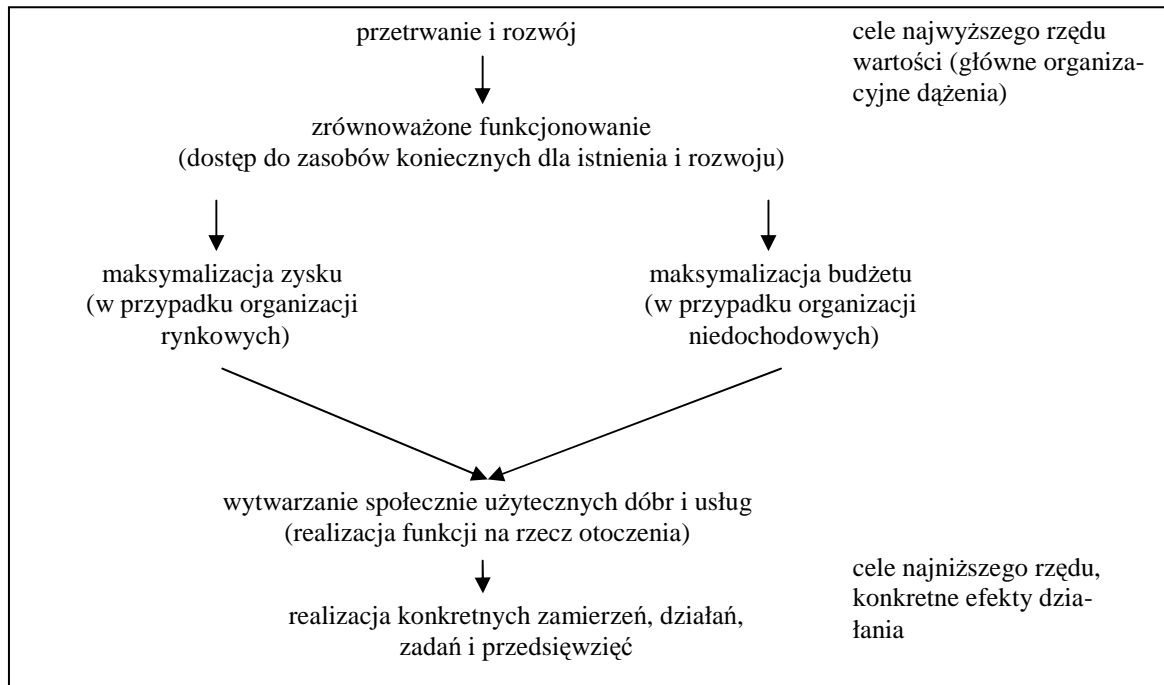 przetrwanie i rozwój
cele najwyższego rzędu
wartości (główne organiza-
cyjne dążenia)
zrównoważone funkcjonowanie
(dostęp do zasobów koniecznych dla istnienia i rozwoju)
maksymalizacja zysku
(w przypadku organizacji
rynkowych)
maksymalizacja budżetu
(w przypadku organizacji
niedochodowych)
wytwarzanie społecznie użytecznych dóbr i usług
(realizacja funkcji na rzecz otoczenia)
cele najniższego rzędu,
konkretne efekty dzia-
łania
realizacja konkretnych zamierzeń, działań,
zadań i przedsięwzięć